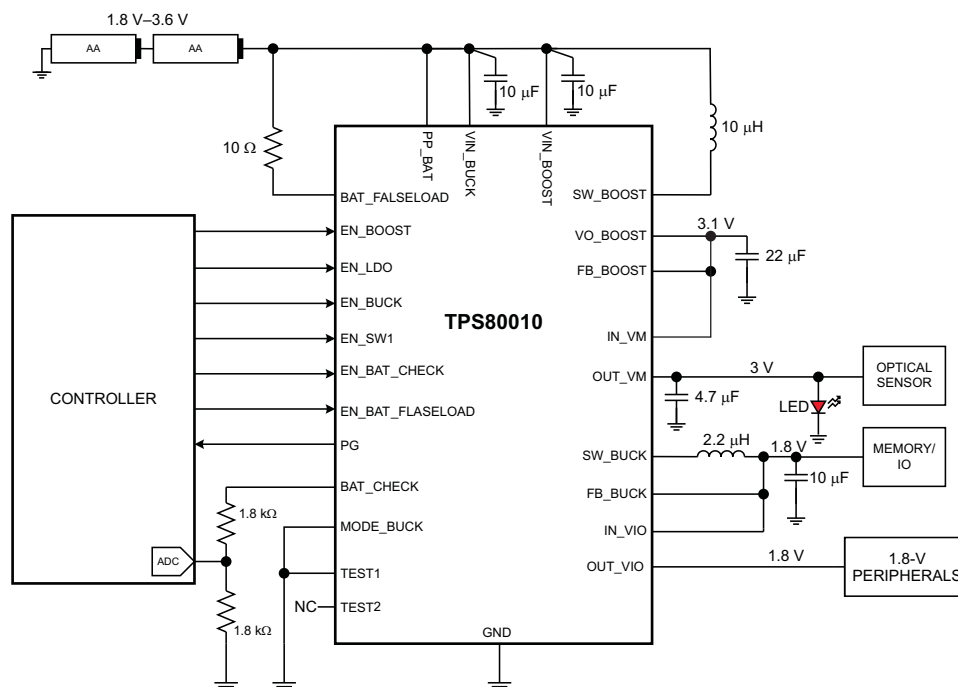 1.8 V–3.6 V
AA
AA
10 µF
10 µF
10 µH
10 Ω
PP_BAT
VIN_BUCK
VIN_BOOST
BAT_FALSELOAD
SW_BOOST
EN_BOOST
VO_BOOST
3.1 V
22 µF
EN_LDO
FB_BOOST
EN_BUCK
TPS80010
EN_SW1
IN_VM
EN_BAT_CHECK
OUT_VM
3 V
OPTICAL
SENSOR
CONTROLLER
4.7 µF
LED
EN_BAT_FLASELOAD
PG
2.2 µH
SW_BUCK
1.8 V
MEMORY/
IO
10 µF
BAT_CHECK
FB_BUCK
1.8 kΩ
MODE_BUCK
IN_VIO
ADC
TEST1
OUT_VIO
1.8 V
1.8-V
PERIPHERALS
NC
TEST2
1.8 kΩ
GND